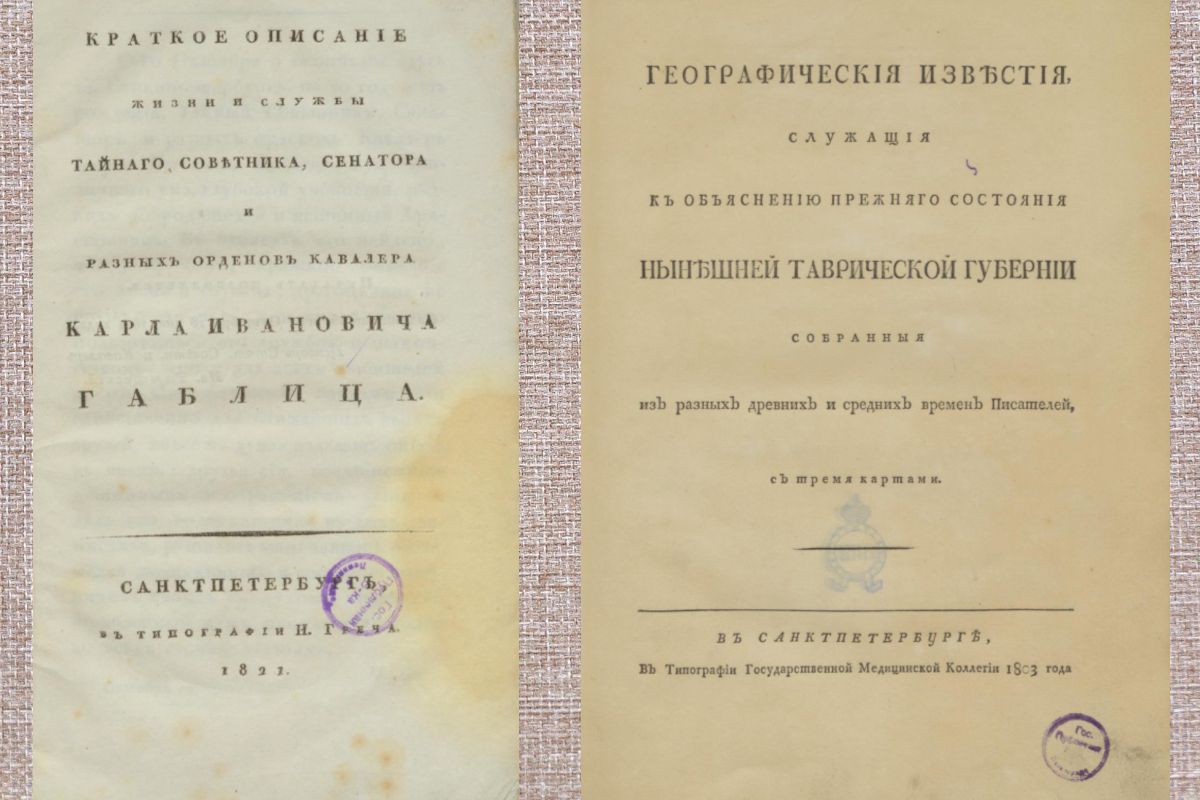 КРАТКОЕ ОПИСАНІЕ
ЖИЗНИ И СЛУЖБЫ
ТАЙНАГО СОВѢТНИКА, СЕНАТОРА
И
РАЗНЫХЪ ОРДЕНОВЪ КАВАЛЕРА
КАРЛА ИВАНОВИЧА
ГАБЛИЦА.
САНКТПЕТЕРБУРГЪ,
ВЪ ТИПОГРАФІИ Н. ГРЕЧА.
1821.
ГЕОГРАФИЧЕСКІЯ ИЗВѢСТІЯ,
СЛУЖАЩІЯ
КЪ ОБЪЯСНЕНІЮ ПРЕЖНЯГО СОСТОЯНІЯ
НЫНѢШНЕЙ ТАВРИЧЕСКОЙ ГУБЕРНІИ
СОБРАННЫЯ
изъ разныхъ древнихъ и среднихъ временъ Писателей,
съ тремя картами.
ВЪ САНКТПЕТЕРБУРГѢ,
Въ Типографіи Государственной Медицинской Коллегіи 1803 года
Гос.